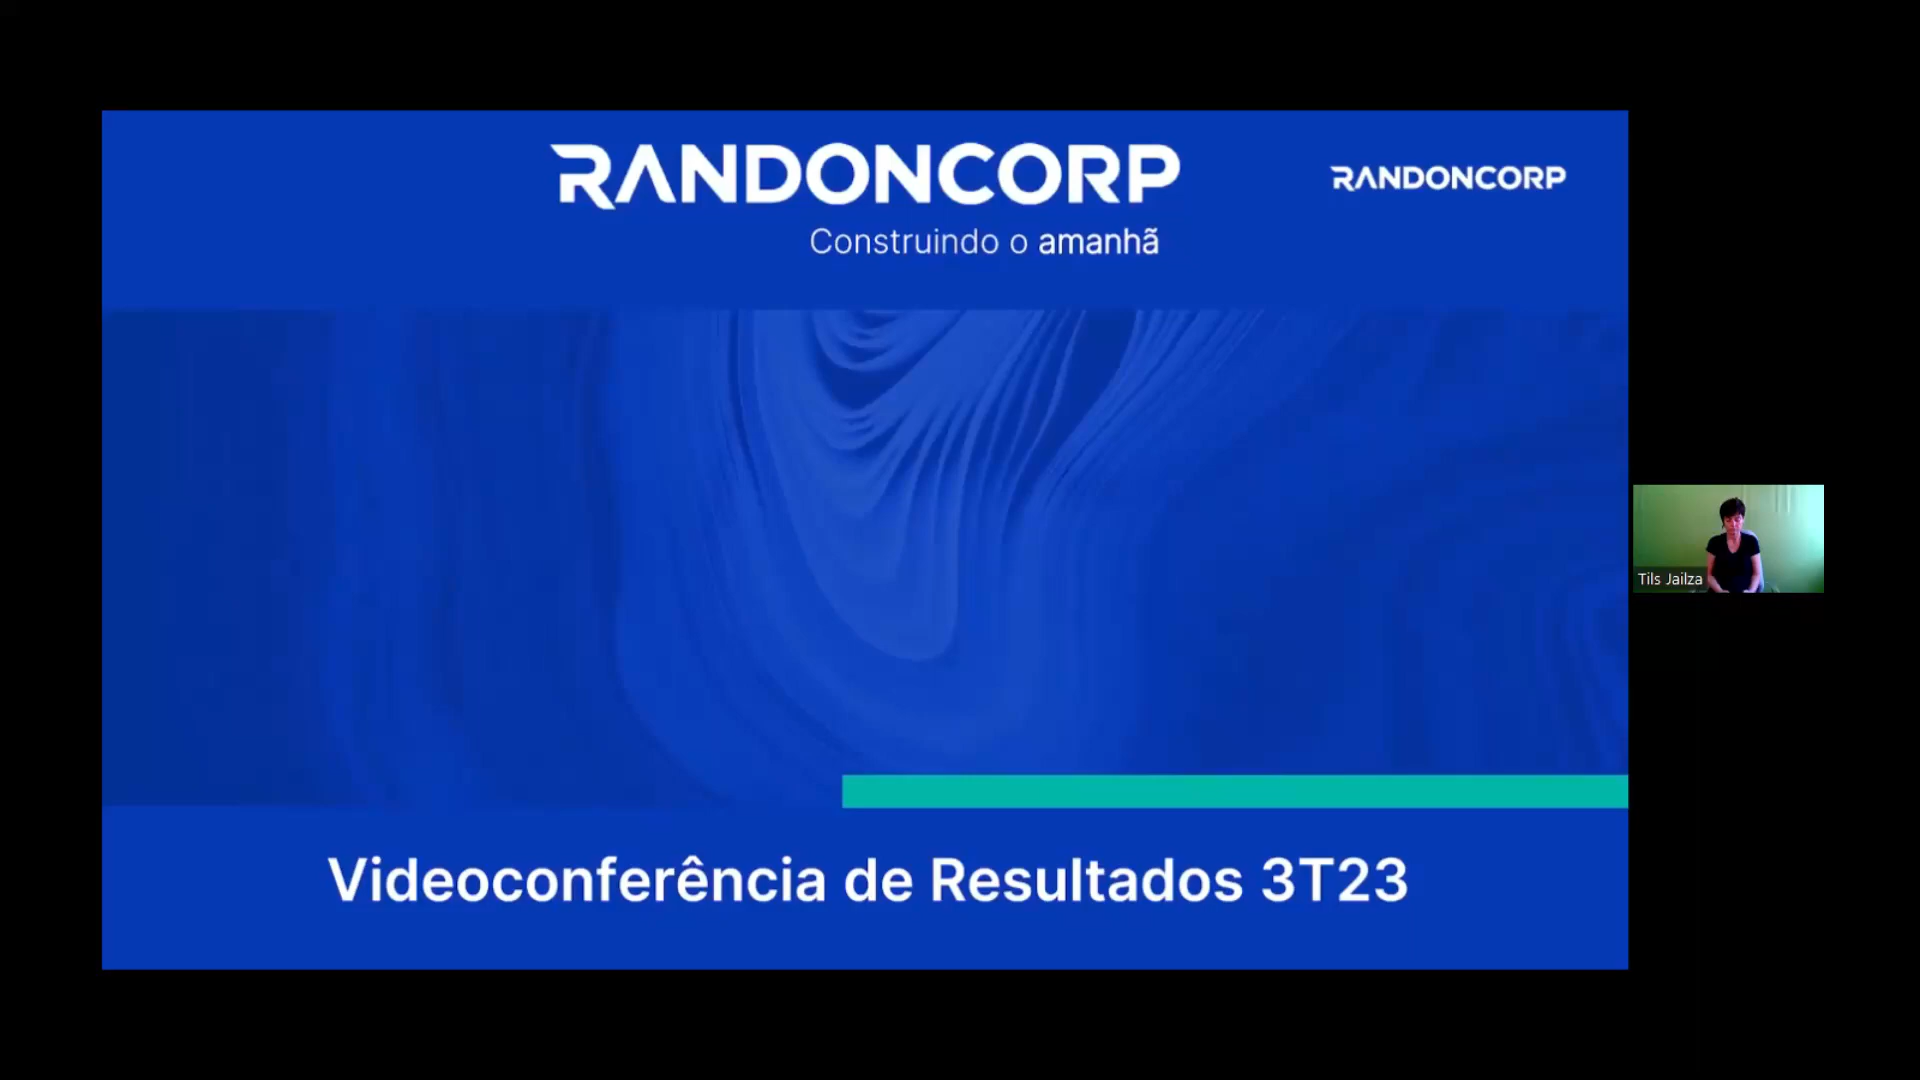 RANDONCORP
RANDONCORP
Construindo o amanhã
Tils Jailza
Videoconferência de Resultados 3T23